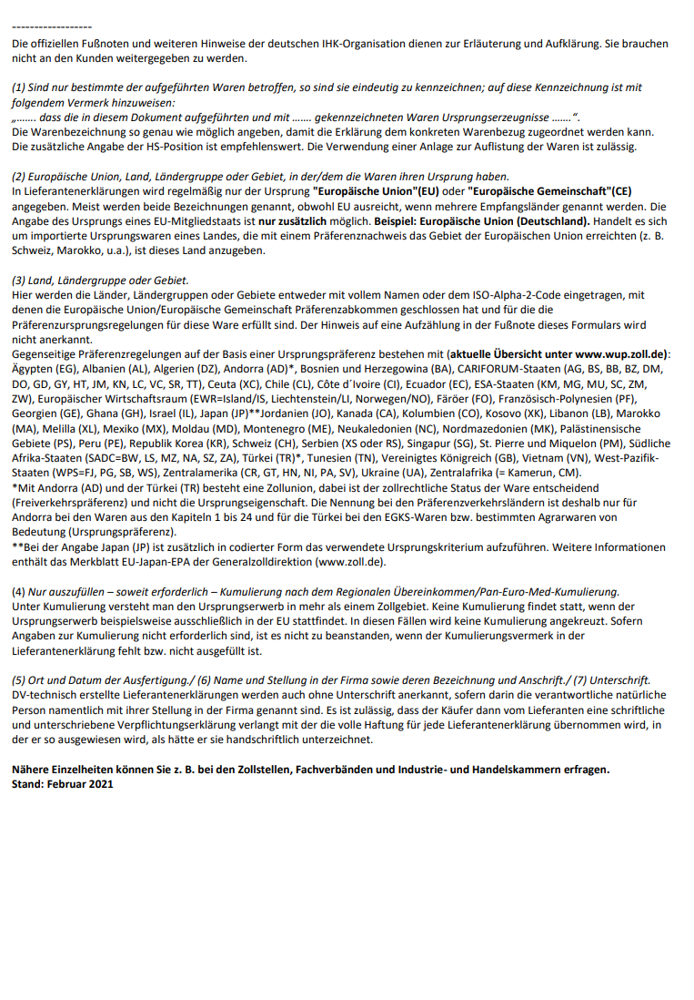 ------------------
Die offiziellen Fußnoten und weiteren Hinweise der deutschen IHK-Organisation dienen zur Erläuterung und Aufklärung. Sie brauchen
nicht an den Kunden weitergegeben zu werden.
(1) Sind nur bestimmte der aufgeführten Waren betroffen, so sind sie eindeutig zu kennzeichnen; auf diese Kennzeichnung ist mit
folgendem Vermerk hinzuweisen:
„……. dass die in diesem Dokument aufgeführten und mit ……. gekennzeichneten Waren Ursprungserzeugnisse …….“.
Die Warenbezeichnung so genau wie möglich angeben, damit die Erklärung dem konkreten Warenbezug zugeordnet werden kann.
Die zusätzliche Angabe der HS-Position ist empfehlenswert. Die Verwendung einer Anlage zur Auflistung der Waren ist zulässig.
(2) Europäische Union, Land, Ländergruppe oder Gebiet, in der/dem die Waren ihren Ursprung haben.
In Lieferantenerklärungen wird regelmäßig nur der Ursprung "Europäische Union"(EU) oder "Europäische Gemeinschaft"(CE)
angegeben. Meist werden beide Bezeichnungen genannt, obwohl EU ausreicht, wenn mehrere Empfangsländer genannt werden. Die
Angabe des Ursprungs eines EU-Mitgliedstaats ist nur zusätzlich möglich. Beispiel: Europäische Union (Deutschland). Handelt es sich
um importierte Ursprungswaren eines Landes, die mit einem Präferenznachweis das Gebiet der Europäischen Union erreichten (z. B.
Schweiz, Marokko, u.a.), ist dieses Land anzugeben.
(3) Land, Ländergruppe oder Gebiet.
Hier werden die Länder, Ländergruppen oder Gebiete entweder mit vollem Namen oder dem ISO-Alpha-2-Code eingetragen, mit
denen die Europäische Union/Europäische Gemeinschaft Präferenzabkommen geschlossen hat und für die die
Präferenzursprungsregelungen für diese Ware erfüllt sind. Der Hinweis auf eine Aufzählung in der Fußnote dieses Formulars wird
nicht anerkannt.
Gegenseitige Präferenzregelungen auf der Basis einer Ursprungspräferenz bestehen mit (aktuelle Übersicht unter www.wup.zoll.de):
Ägypten (EG), Albanien (AL), Algerien (DZ), Andorra (AD)*, Bosnien und Herzegowina (BA), CARIFORUM-Staaten (AG, BS, BB, BZ, DM,
DO, GD, GY, HT, JM, KN, LC, VC, SR, TT), Ceuta (XC), Chile (CL), Côte d´Ivoire (CI), Ecuador (EC), ESA-Staaten (KM, MG, MU, SC, ZM,
ZW), Europäischer Wirtschaftsraum (EWR=Island/IS, Liechtenstein/LI, Norwegen/NO), Färöer (FO), Französisch-Polynesien (PF),
Georgien (GE), Ghana (GH), Israel (IL), Japan (JP)**Jordanien (JO), Kanada (CA), Kolumbien (CO), Kosovo (XK), Libanon (LB), Marokko
(MA), Melilla (XL), Mexiko (MX), Moldau (MD), Montenegro (ME), Neukaledonien (NC), Nordmazedonien (MK), Palästinensische
Gebiete (PS), Peru (PE), Republik Korea (KR), Schweiz (CH), Serbien (XS oder RS), Singapur (SG), St. Pierre und Miquelon (PM), Südliche
Afrika-Staaten (SADC=BW, LS, MZ, NA, SZ, ZA), Türkei (TR)*, Tunesien (TN), Vereinigtes Königreich (GB), Vietnam (VN), West-Pazifik-
Staaten (WPS=FJ, PG, SB, WS), Zentralamerika (CR, GT, HN, NI, PA, SV), Ukraine (UA), Zentralafrika (= Kamerun, CM).
*Mit Andorra (AD) und der Türkei (TR) besteht eine Zollunion, dabei ist der zollrechtliche Status der Ware entscheidend
(Freiverkehrspräferenz) und nicht die Ursprungseigenschaft. Die Nennung bei den Präferenzverkehrsländern ist deshalb nur für
Andorra bei den Waren aus den Kapiteln 1 bis 24 und für die Türkei bei den EGKS-Waren bzw. bestimmten Agrarwaren von
Bedeutung (Ursprungspräferenz).
**Bei der Angabe Japan (JP) ist zusätzlich in codierter Form das verwendete Ursprungskriterium aufzuführen. Weitere Informationen
enthält das Merkblatt EU-Japan-EPA der Generalzolldirektion (www.zoll.de).
(4) Nur auszufüllen – soweit erforderlich – Kumulierung nach dem Regionalen Übereinkommen/Pan-Euro-Med-Kumulierung.
Unter Kumulierung versteht man den Ursprungserwerb in mehr als einem Zollgebiet. Keine Kumulierung findet statt, wenn der
Ursprungserwerb beispielsweise ausschließlich in der EU stattfindet. In diesen Fällen wird keine Kumulierung angekreuzt. Sofern
Angaben zur Kumulierung nicht erforderlich sind, ist es nicht zu beanstanden, wenn der Kumulierungsvermerk in der
Lieferantenerklärung fehlt bzw. nicht ausgefüllt ist.
(5) Ort und Datum der Ausfertigung./ (6) Name und Stellung in der Firma sowie deren Bezeichnung und Anschrift./ (7) Unterschrift.
DV-technisch erstellte Lieferantenerklärungen werden auch ohne Unterschrift anerkannt, sofern darin die verantwortliche natürliche
Person namentlich mit ihrer Stellung in der Firma genannt sind. Es ist zulässig, dass der Käufer dann vom Lieferanten eine schriftliche
und unterschriebene Verpflichtungserklärung verlangt mit der die volle Haftung für jede Lieferantenerklärung übernommen wird, in
der er so ausgewiesen wird, als hätte er sie handschriftlich unterzeichnet.
Nähere Einzelheiten können Sie z. B. bei den Zollstellen, Fachverbänden und Industrie- und Handelskammern erfragen.
Stand: Februar 2021